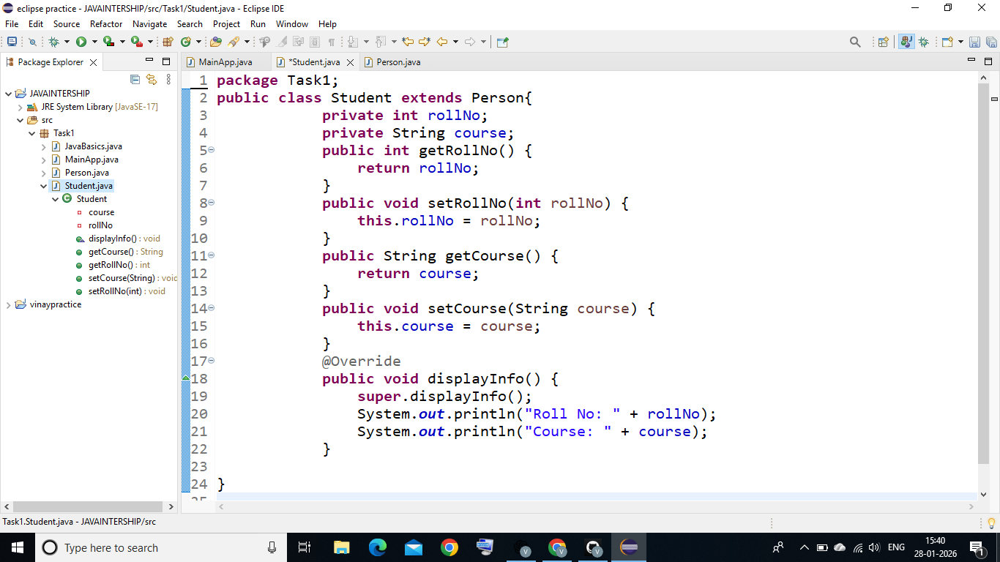 eclipse practice - JAVAINTERSHIP/src/Task1/Student.java - Eclipse IDE
File Edit Source Refactor Navigate Search Project Run Window Help
Package Explorer
JAVAINTERSHIP
JRE System Library [JavaSE-17]
src
Task1
JavaBasics.java
MainApp.java
Person.java
Student.java
Student
course
rollNo
displayInfo() : void
getCourse() : String
getRollNo() : int
setCourse(String) : void
setRollNo(int) : void
vinaypractice
MainApp.java *Student.java Person.java
1 package Task1;
2 public class Student extends Person{
3 private int rollNo;
4 private String course;
5 public int getRollNo() {
6 return rollNo;
7 }
8 public void setRollNo(int rollNo) {
9 this.rollNo = rollNo;
10 }
11 public String getCourse() {
12 return course;
13 }
14 public void setCourse(String course) {
15 this.course = course;
16 }
17 @Override
18 public void displayInfo() {
19 super.displayInfo();
20 System.out.println("Roll No: " + rollNo);
21 System.out.println("Course: " + course);
22 }
23
24 }
25
Task1.Student.java - JAVAINTERSHIP/src
Type here to search
V
V
V
ENG
15:40
28-01-2026
1